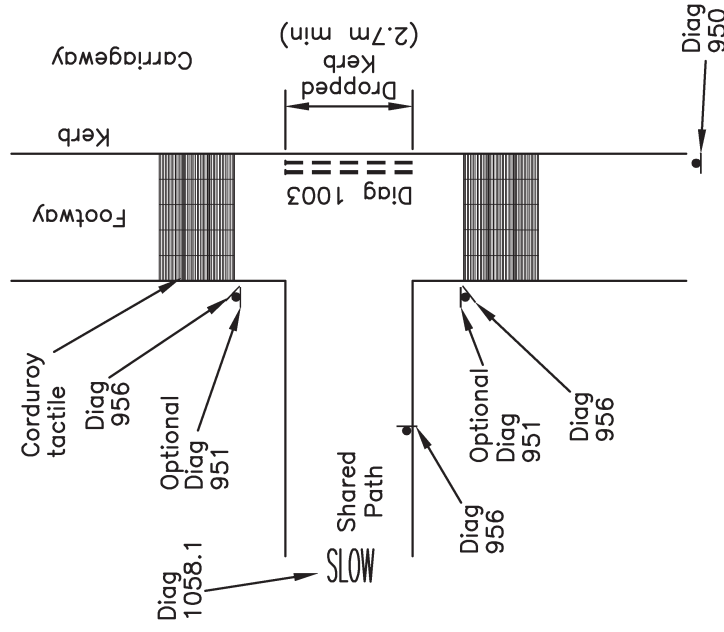 Carriageway
Kerb
Footway
Dropped
Kerb
(2.7m min)
Diag 1003
Diag
950
Corduroy
tactile
Diag
956
Optional
Diag
951
Diag
1058.1
SLOW
Shared
Path
Diag
956
Optional
Diag
951
Diag
956